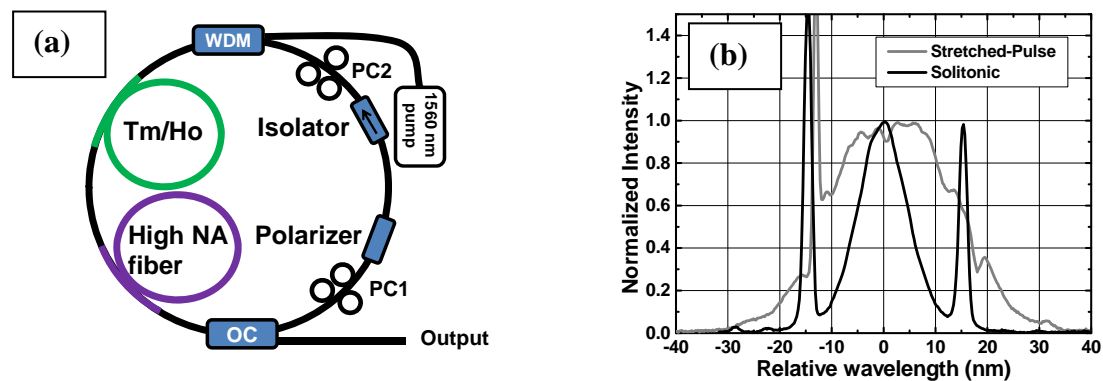 (a)
WDM
PC2
1560 nm
pump
Tm/Ho
Isolator
High NA
fiber
Polarizer
PC1
OC
Output
(b)
Stretched-Pulse
Solitonic
Normalized Intensity
1.4
1.2
1.0
0.8
0.6
0.4
0.2
0.0
-40 -30 -20 -10 0 10 20 30 40
Relative wavelength (nm)